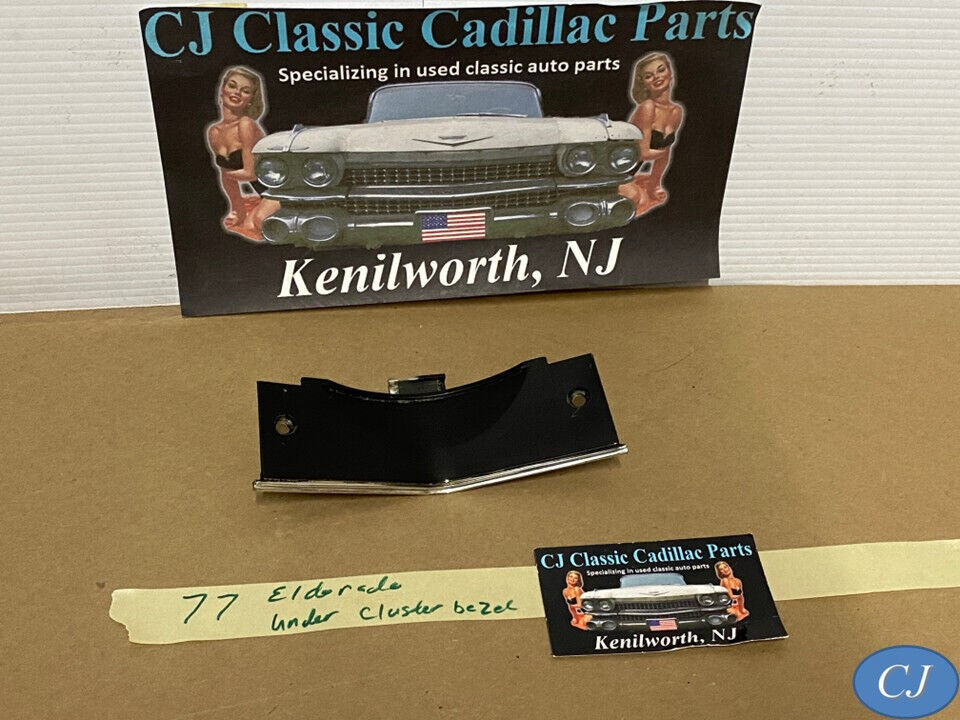 CJ Classic Cadillac Parts
Specializing in used classic auto parts
Kenilworth, NJ
77 Eldorado
under cluster bezel
CJ Classic Cadillac Parts
Specializing in used classic auto parts
Kenilworth, NJ
CJ